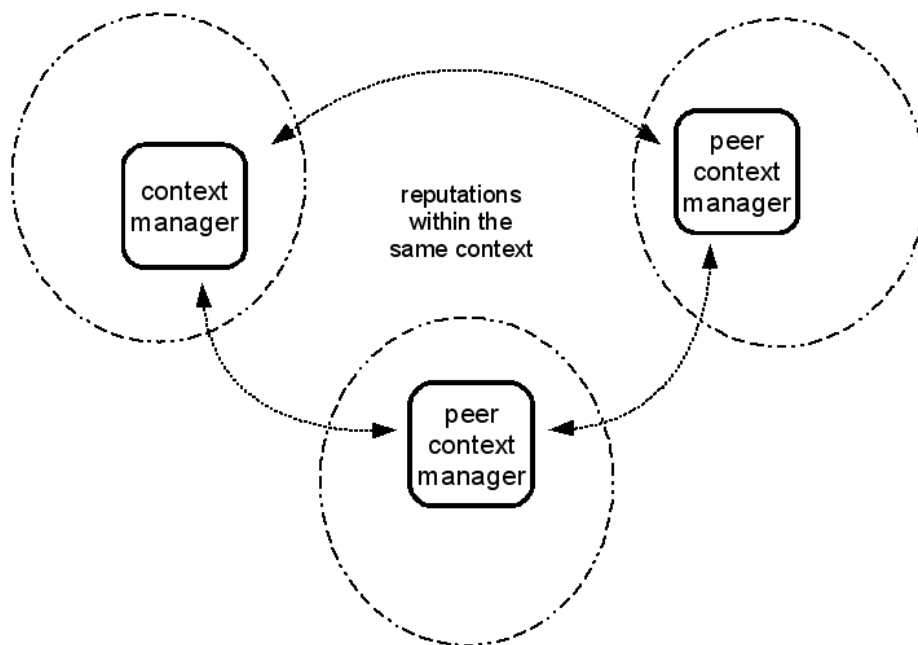 context
manager
peer
context
manager
reputations
within the
same context
peer
context
manager